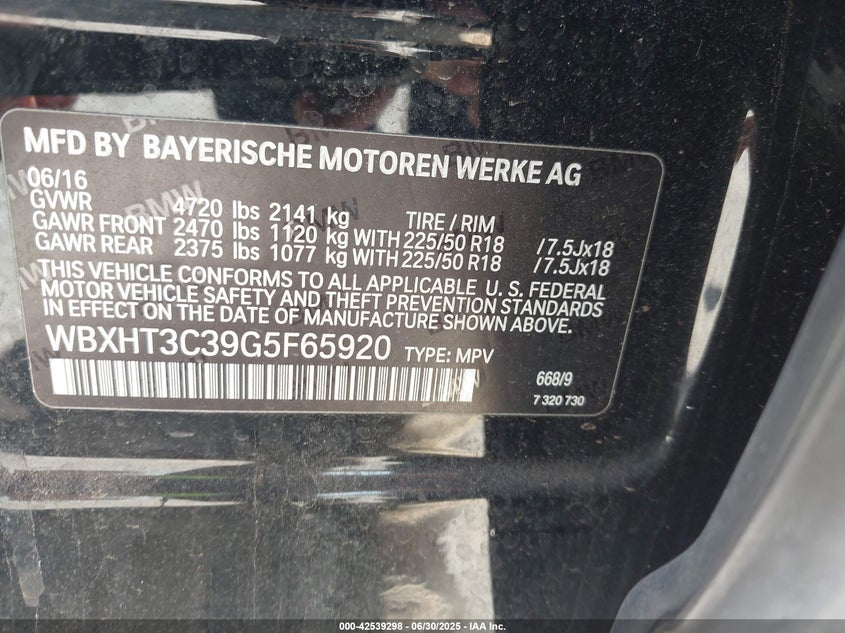 MFD BY BAYERISCHE MOTOREN WERKE AG
06/16
GVWR 4720 lbs 2141 kg TIRE / RIM
GAWR FRONT 2470 lbs 1120 kg WITH 225/50 R18 /7.5Jx18
GAWR REAR 2375 lbs 1077 kg WITH 225/50 R18 /7.5Jx18
THIS VEHICLE CONFORMS TO ALL APPLICABLE U. S. FEDERAL
MOTOR VEHICLE SAFETY AND THEFT PREVENTION STANDARDS
IN EFFECT ON THE DATE OF MANUFACTURE SHOWN ABOVE.
WBXHT3C39G5F65920 TYPE: MPV
668/9
7 320 730
000-42539298 - 06/30/2025 - IAA Inc.